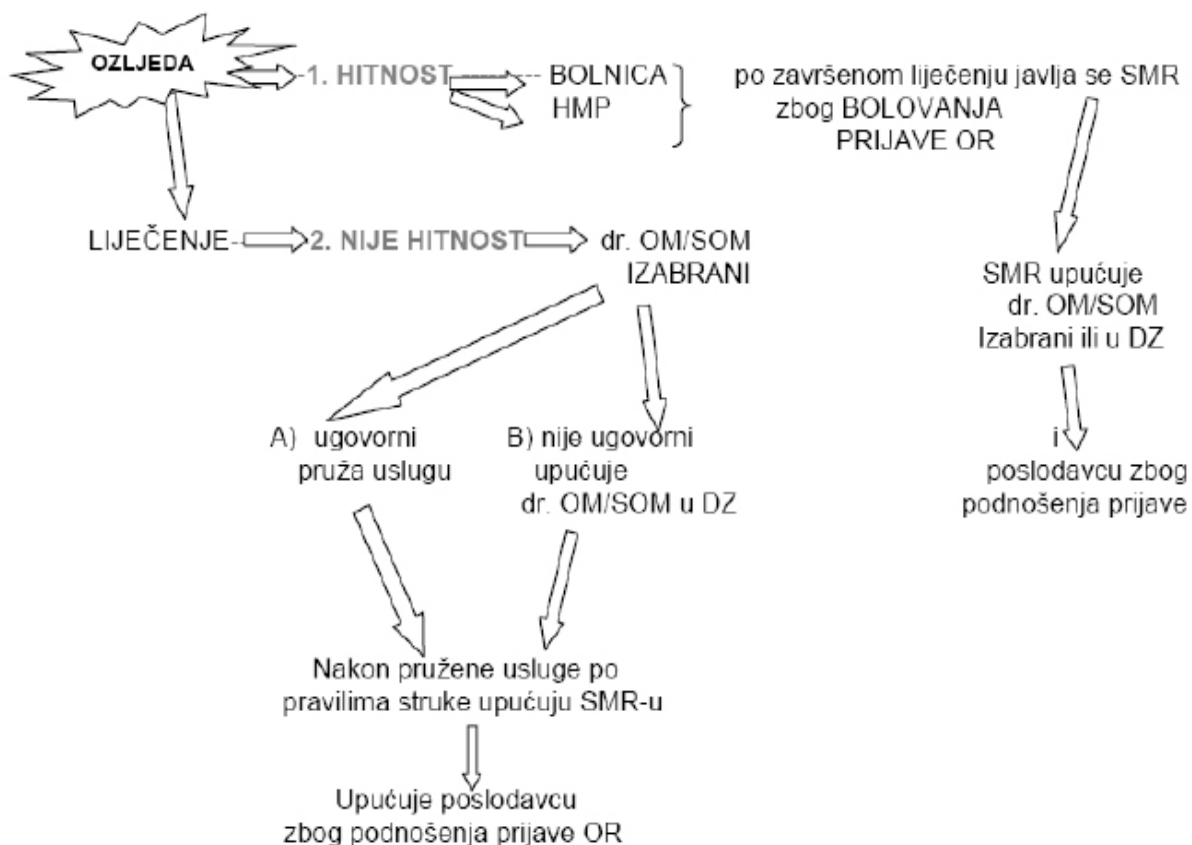 OZLJEDA
1. HITNOST
BOLNICA
HMP
po završenom liječenju javlja se SMR
zbog BOLOVANJA
PRIJAVE OR
LIJEČENJE
2. NIJE HITNOST
dr. OM/SOM
IZABRANI
SMR upućuje
dr. OM/SOM
Izabrani ili u DZ
A) ugovorni
pruža uslugu
B) nije ugovorni
upućuje
dr. OM/SOM u DZ
i
poslodavcu zbog
podnošenja prijave
Nakon pružene usluge po
pravilima struke upućuju SMR-u
Upućuje poslodavcu
zbog podnošenja prijave OR